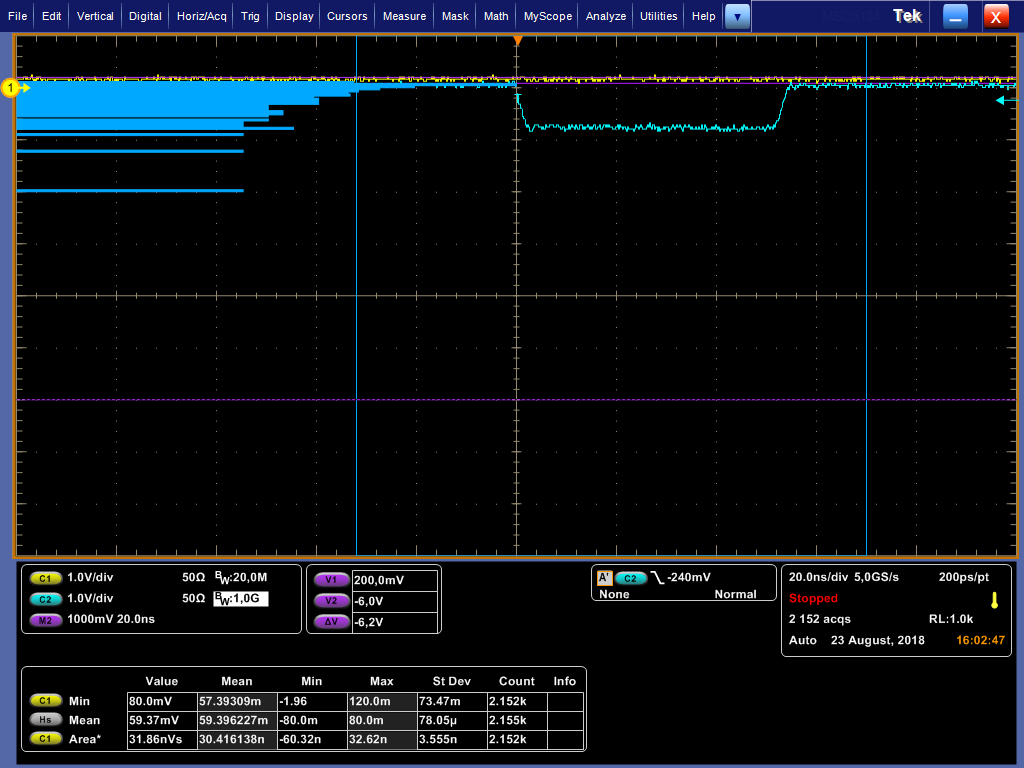 File Edit Vertical Digital Horiz/Acq Trig Display Cursors Measure Mask Math MyScope Analyze Utilities Help Tek X
1
C1 1.0V/div 50Ω BW:20,0M
C2 1.0V/div 50Ω BW:1,0G
M2 1000mV 20.0ns
V1 200,0mV
V2 -6,0V
ΔV -6,2V
A' C2 -240mV
None Normal
20.0ns/div 5,0GS/s 200ps/pt
Stopped
2 152 acqs RL:1.0k
Auto 23 August, 2018 16:02:47
Value Mean Min Max St Dev Count Info
C1 Min 80.0mV 57.39309m -1.96 120.0m 73.47m 2.152k
Hs Mean 59.37mV 59.396227m -80.0m 80.0m 78.05µ 2.155k
C1 Area* 31.86nVs 30.416138n -60.32n 32.62n 3.555n 2.152k